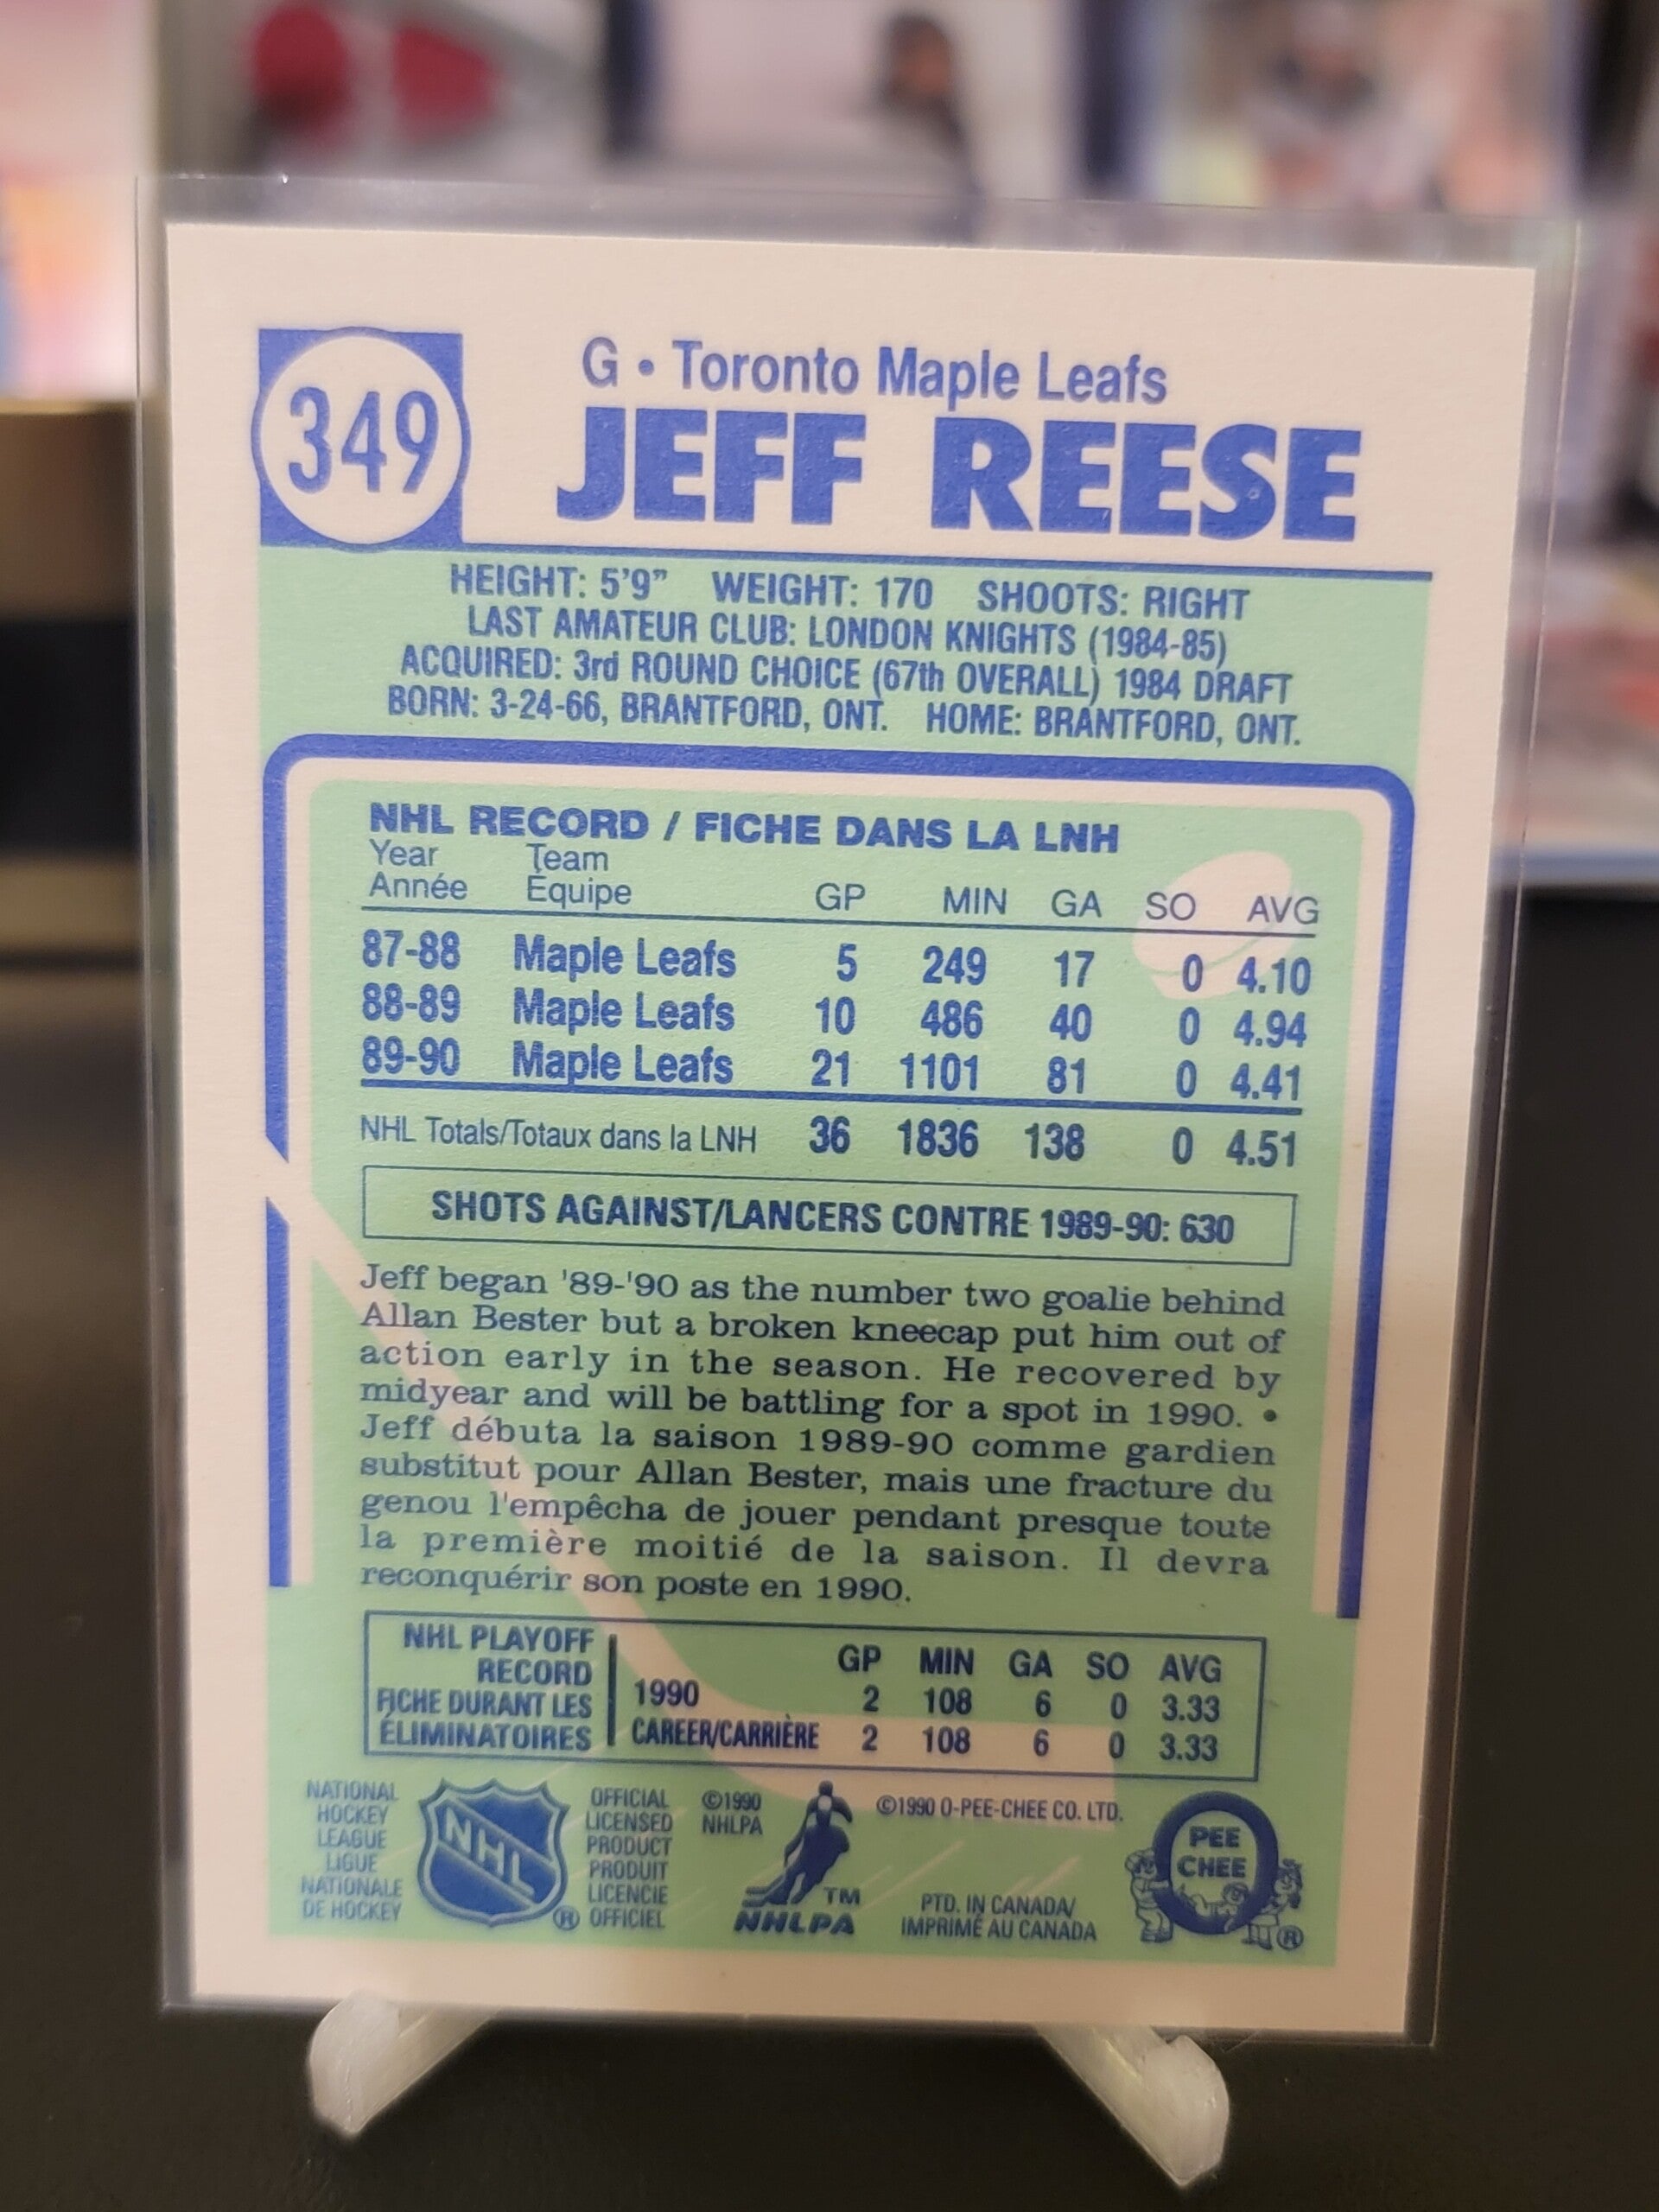 349
G • Toronto Maple Leafs
JEFF REESE
HEIGHT: 5'9" WEIGHT: 170 SHOOTS: RIGHT
LAST AMATEUR CLUB: LONDON KNIGHTS (1984-85)
ACQUIRED: 3rd ROUND CHOICE (67th OVERALL) 1984 DRAFT
BORN: 3-24-66, BRANTFORD, ONT. HOME: BRANTFORD, ONT.
NHL RECORD / FICHE DANS LA LNH
Year Team
Année Équipe GP MIN GA SO AVG
87-88 Maple Leafs 5 249 17 0 4.10
88-89 Maple Leafs 10 486 40 0 4.94
89-90 Maple Leafs 21 1101 81 0 4.41
NHL Totals/Totaux dans la LNH 36 1836 138 0 4.51
SHOTS AGAINST/LANCERS CONTRE 1989-90: 630
Jeff began '89-'90 as the number two goalie behind
Allan Bester but a broken kneecap put him out of
action early in the season. He recovered by
midyear and will be battling for a spot in 1990. •
Jeff débuta la saison 1989-90 comme gardien
substitut pour Allan Bester, mais une fracture du
genou l'empêcha de jouer pendant presque toute
la première moitié de la saison. Il devra
reconquérir son poste en 1990.
NHL PLAYOFF
RECORD
FICHE DURANT LES
ÉLIMINATOIRES
GP MIN GA SO AVG
1990 2 108 6 0 3.33
CAREER/CARRIÈRE 2 108 6 0 3.33
NATIONAL
HOCKEY
LEAGUE
LIGUE
NATIONALE
DE HOCKEY
NHL
®
OFFICIAL
LICENSED
PRODUCT
PRODUIT
LICENCIE
OFFICIEL
©1990
NHLPA
TM
NHLPA
©1990 O-PEE-CHEE CO. LTD.
PTD. IN CANADA/
IMPRIMÉ AU CANADA
O
PEE
CHEE
®